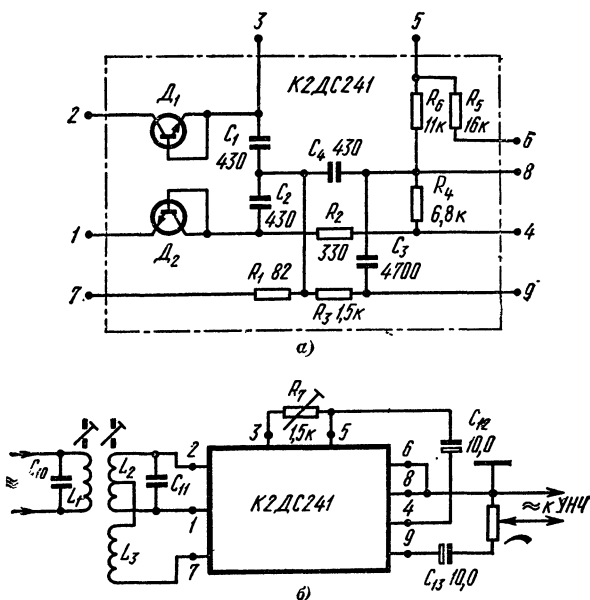 3
5
К2ДС241
2
Д₁
C₁
430
C₄ 430
R₆
11к
R₅
16к
6
8
C₂
430
R₂
330
R₄
6,8к
1
Д₂
4
C₃
4700
7
R₁ 82
R₃ 1,5к
9
а)
R₇
1,5к
3
5
C₁₂
10,0
C₁₀
L₁
L₂
C₁₁
2
6
8
К2ДС241
≈ к УНЧ
1
4
L₃
7
9
C₁₃ 10,0
б)